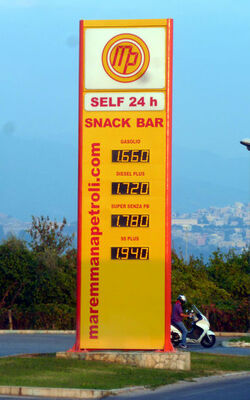 MP
SELF 24 h
SNACK BAR
GASOLIO
1.660
DIESEL PLUS
1.720
SUPER SENZA PB
1.780
SS PLUS
1.940
maremmanapetroli.com